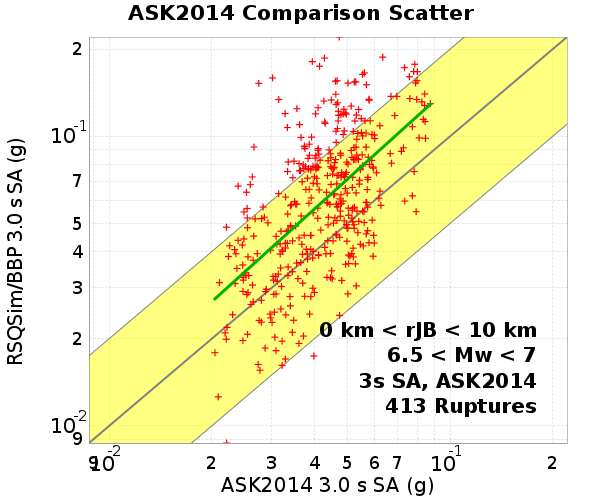 ASK2014 Comparison Scatter
RSQSim/BBP 3.0 s SA (g)
2
10-1
7
5
4
3
2
10-2
9
0 km < rJB < 10 km
6.5 < Mw < 7
3s SA, ASK2014
413 Ruptures
9 10-2 2 3 4 5 6 7 10-1 2
ASK2014 3.0 s SA (g)